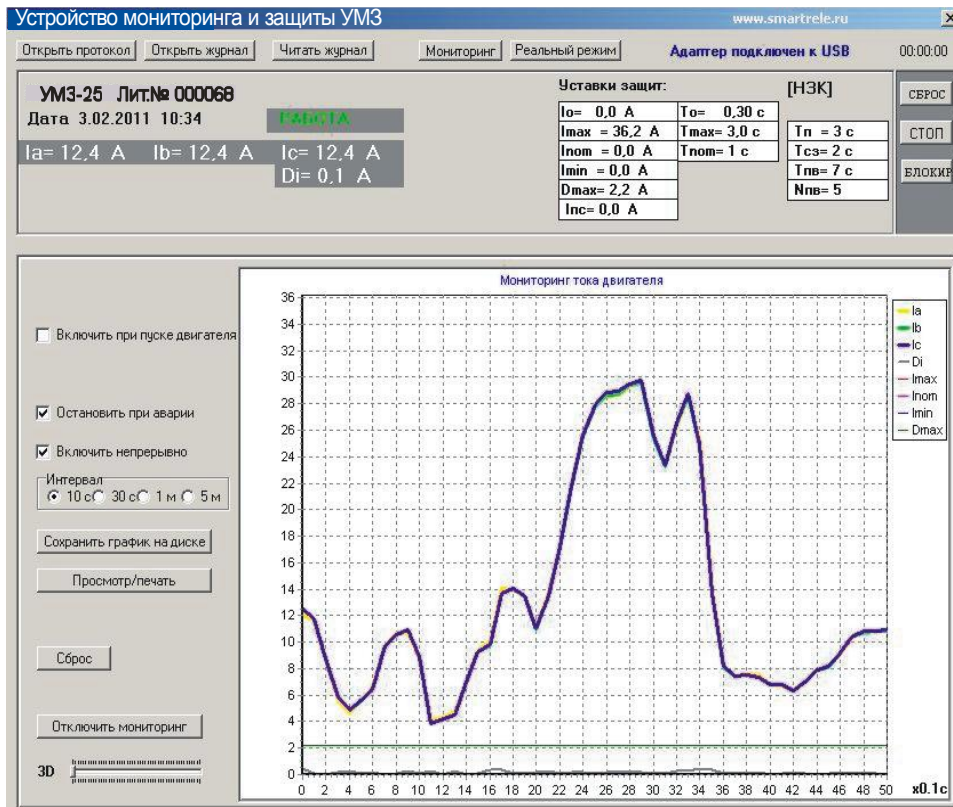 Устройство мониторинга и защиты УМЗ www.smartrele.ru
Открыть протокол Открыть журнал Читать журнал Мониторинг Реальный режим Адаптер подключен к USB 00:00:00
УМЗ-25 Лит.№ 000068
Дата 3.02.2011 10:34 РАБОТА
Ia= 12,4 A Ib= 12,4 A Ic= 12,4 A
Di= 0,1 A
Уставки защит: [НЗК]
Io= 0,0 A To= 0,30 с
Imax = 36,2 A Tmax= 3,0 с Тп = 3 с
Inom = 0,0 A Tnom= 1 с Тсз= 2 с
Imin = 0,0 A Тпв= 7 с
Dmax= 2,2 A Nпв= 5
Iпс= 0,0 A
СБРОС
СТОП
БЛОКИР
Включить при пуске двигателя
Остановить при аварии
Включить непрерывно
Интервал
10 с 30 с 1 м 5 м
Сохранить график на диске
Просмотр/печать
Сброс
Отключить мониторинг
3D
Мониторинг тока двигателя
36
34
32
30
28
26
24
22
20
18
16
14
12
10
8
6
4
2
0
0 2 4 6 8 10 12 14 16 18 20 22 24 26 28 30 32 34 36 38 40 42 44 46 48 50 x0.1с
Ia
Ib
Ic
Di
Imax
Inom
Imin
Dmax